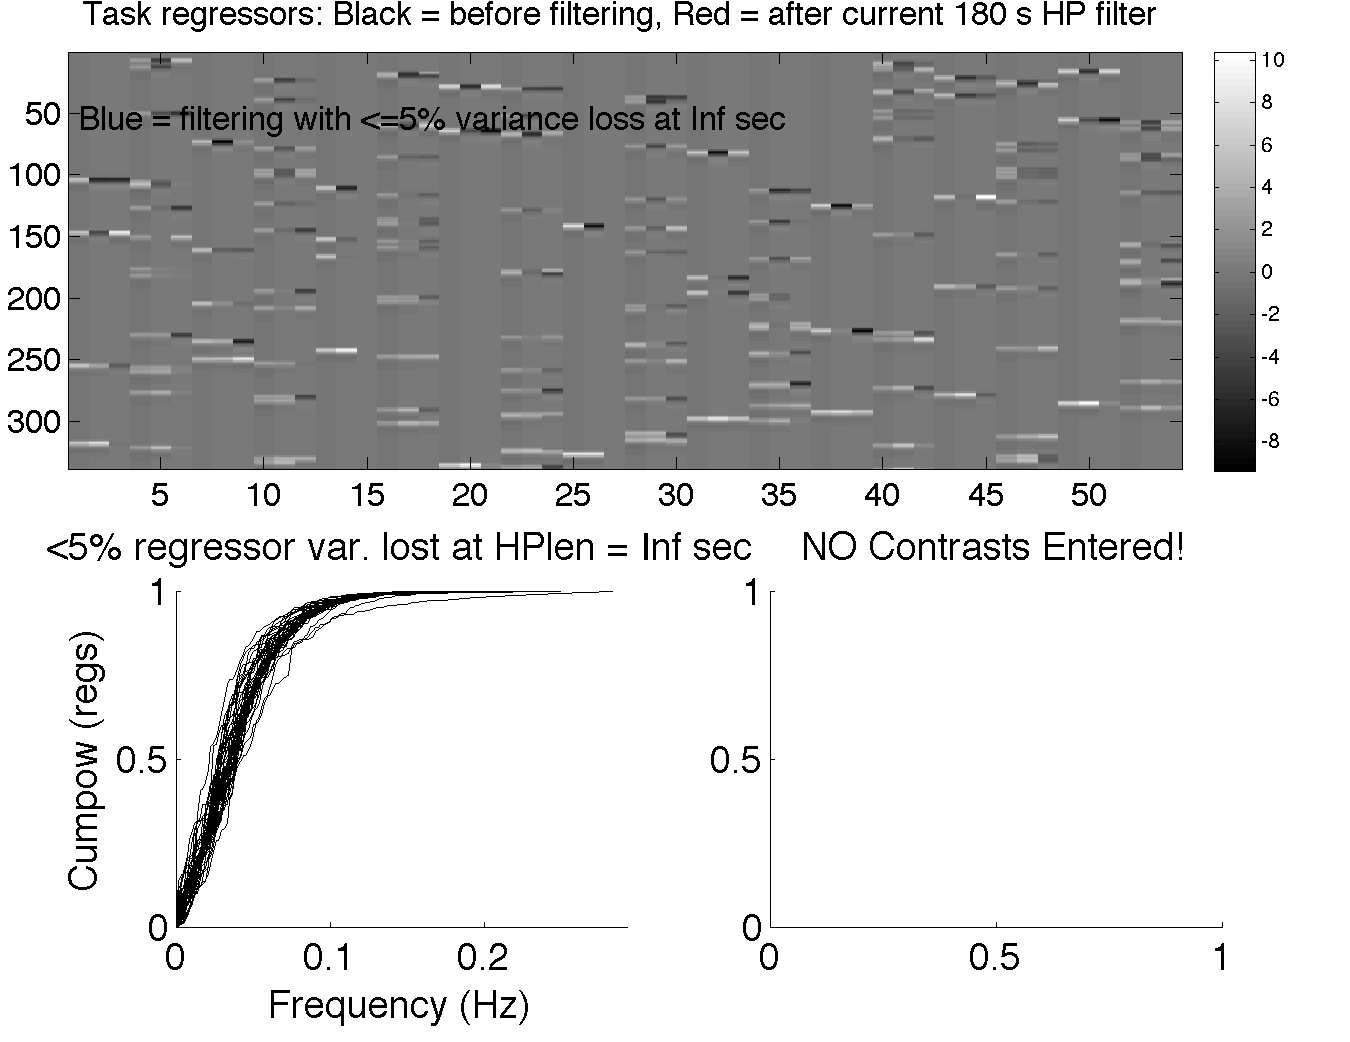 Task regressors: Black = before filtering, Red = after current 180 s HP filter
Blue = filtering with <=5% variance loss at Inf sec
50
100
150
200
250
300
5 10 15 20 25 30 35 40 45 50
10
8
6
4
2
0
-2
-4
-6
-8
<5% regressor var. lost at HPlen = Inf sec
1
0.5
0
Cumpow (regs)
0 0.1 0.2
Frequency (Hz)
NO Contrasts Entered!
1
0.5
0
0 0.5 1